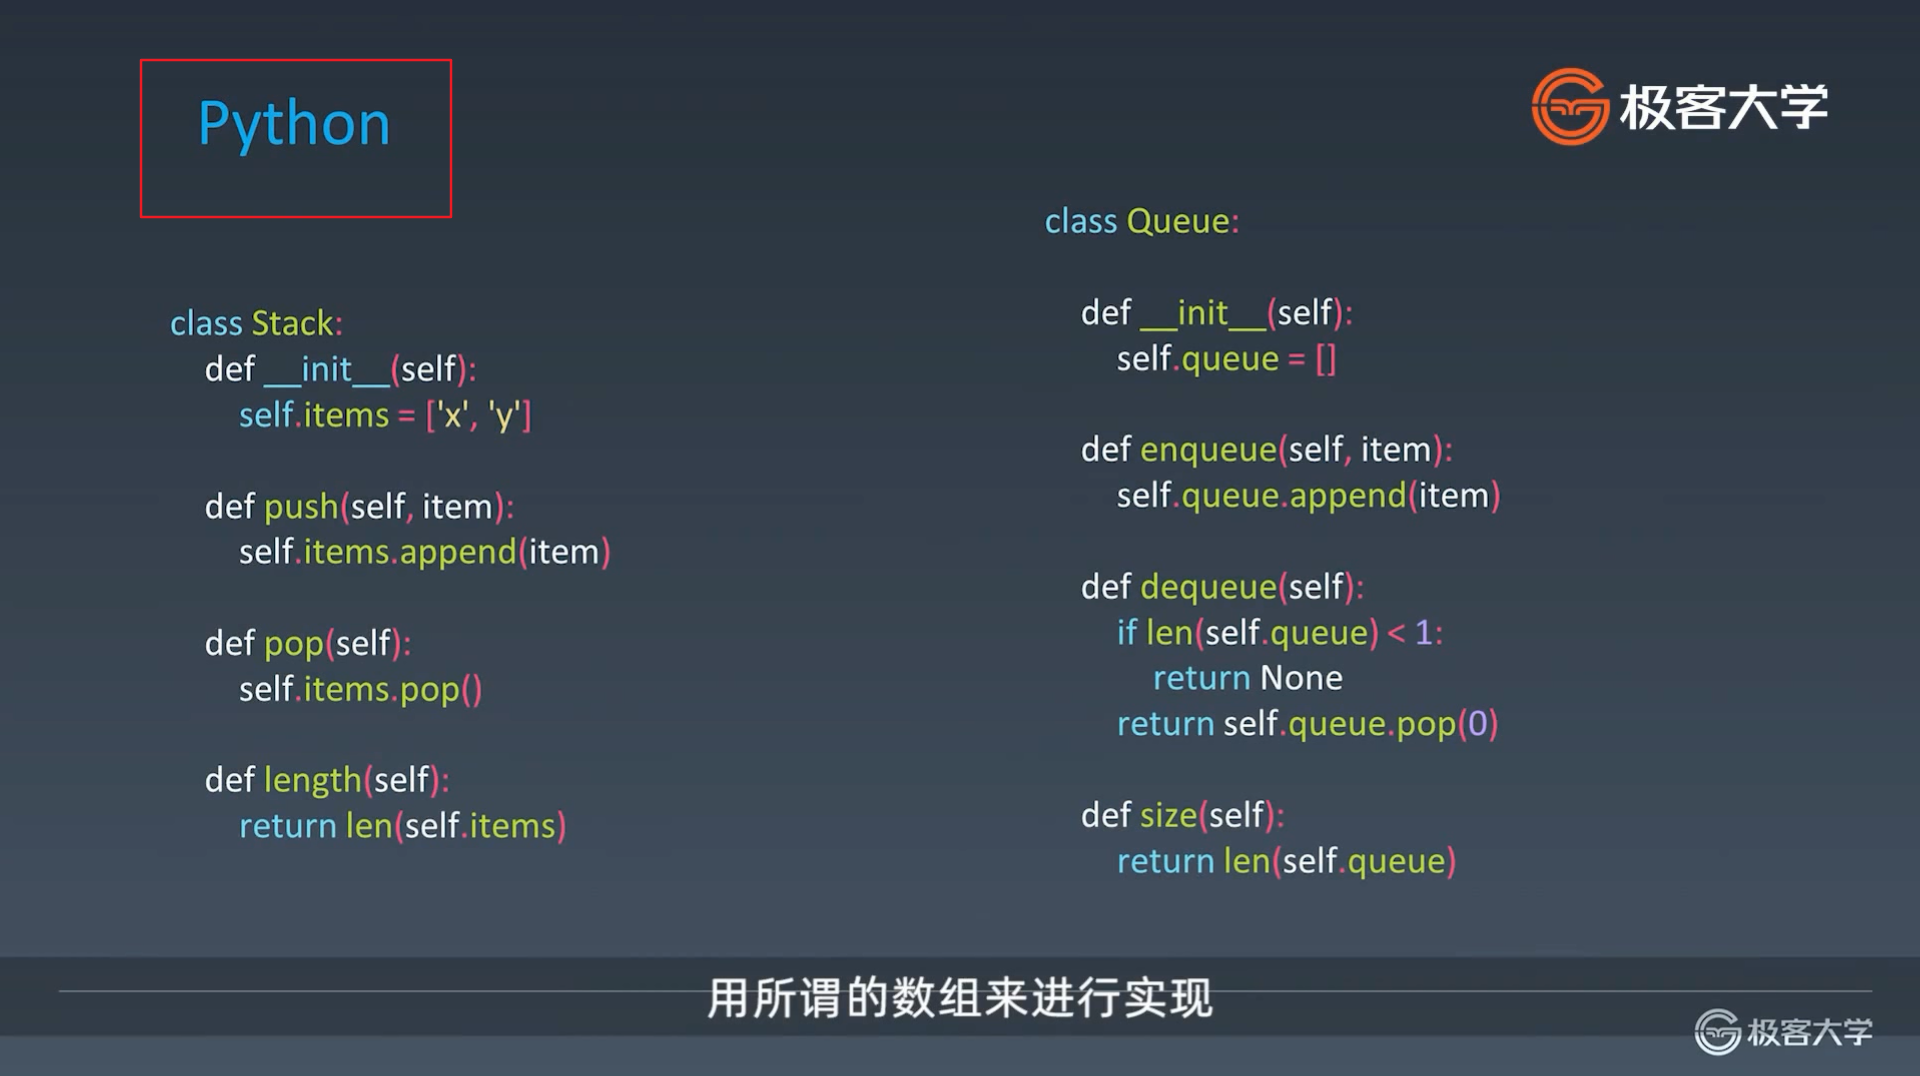 Python
极客大学
class Stack:
def __init__(self):
self.items = ['x', 'y']
def push(self, item):
self.items.append(item)
def pop(self):
self.items.pop()
def length(self):
return len(self.items)
class Queue:
def __init__(self):
self.queue = []
def enqueue(self, item):
self.queue.append(item)
def dequeue(self):
if len(self.queue) < 1:
return None
return self.queue.pop(0)
def size(self):
return len(self.queue)
用所谓的数组来进行实现
极客大学